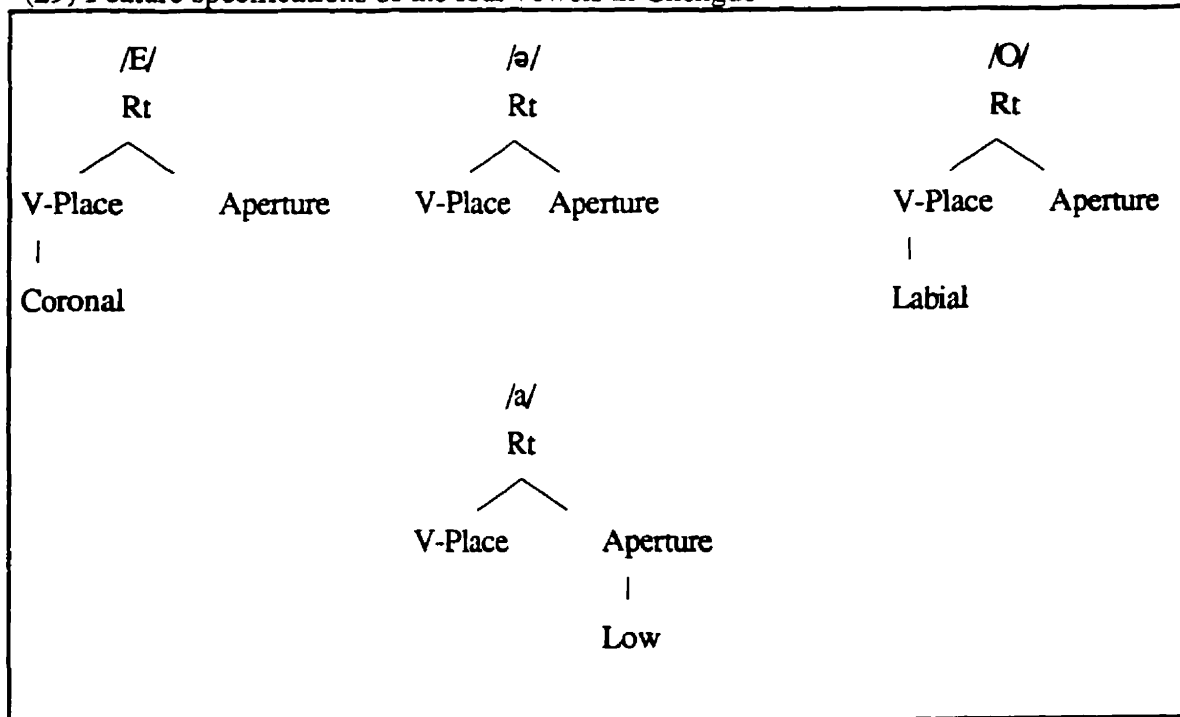 /Æ/ /ə/ /O/
Rt Rt Rt
V-Place Aperture V-Place Aperture V-Place Aperture
Coronal Labial
/a/
Rt
V-Place Aperture
Low